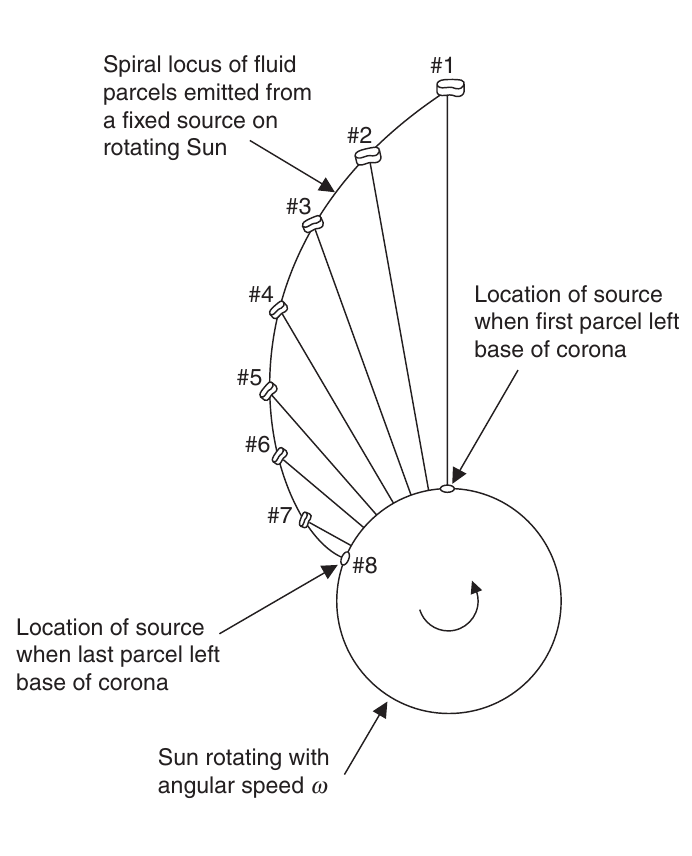 Spiral locus of fluid
parcels emitted from
a fixed source on
rotating Sun
#1
#2
#3
#4
#5
#6
#7
#8
Location of source
when first parcel left
base of corona
Location of source
when last parcel left
base of corona
Sun rotating with
angular speed ω